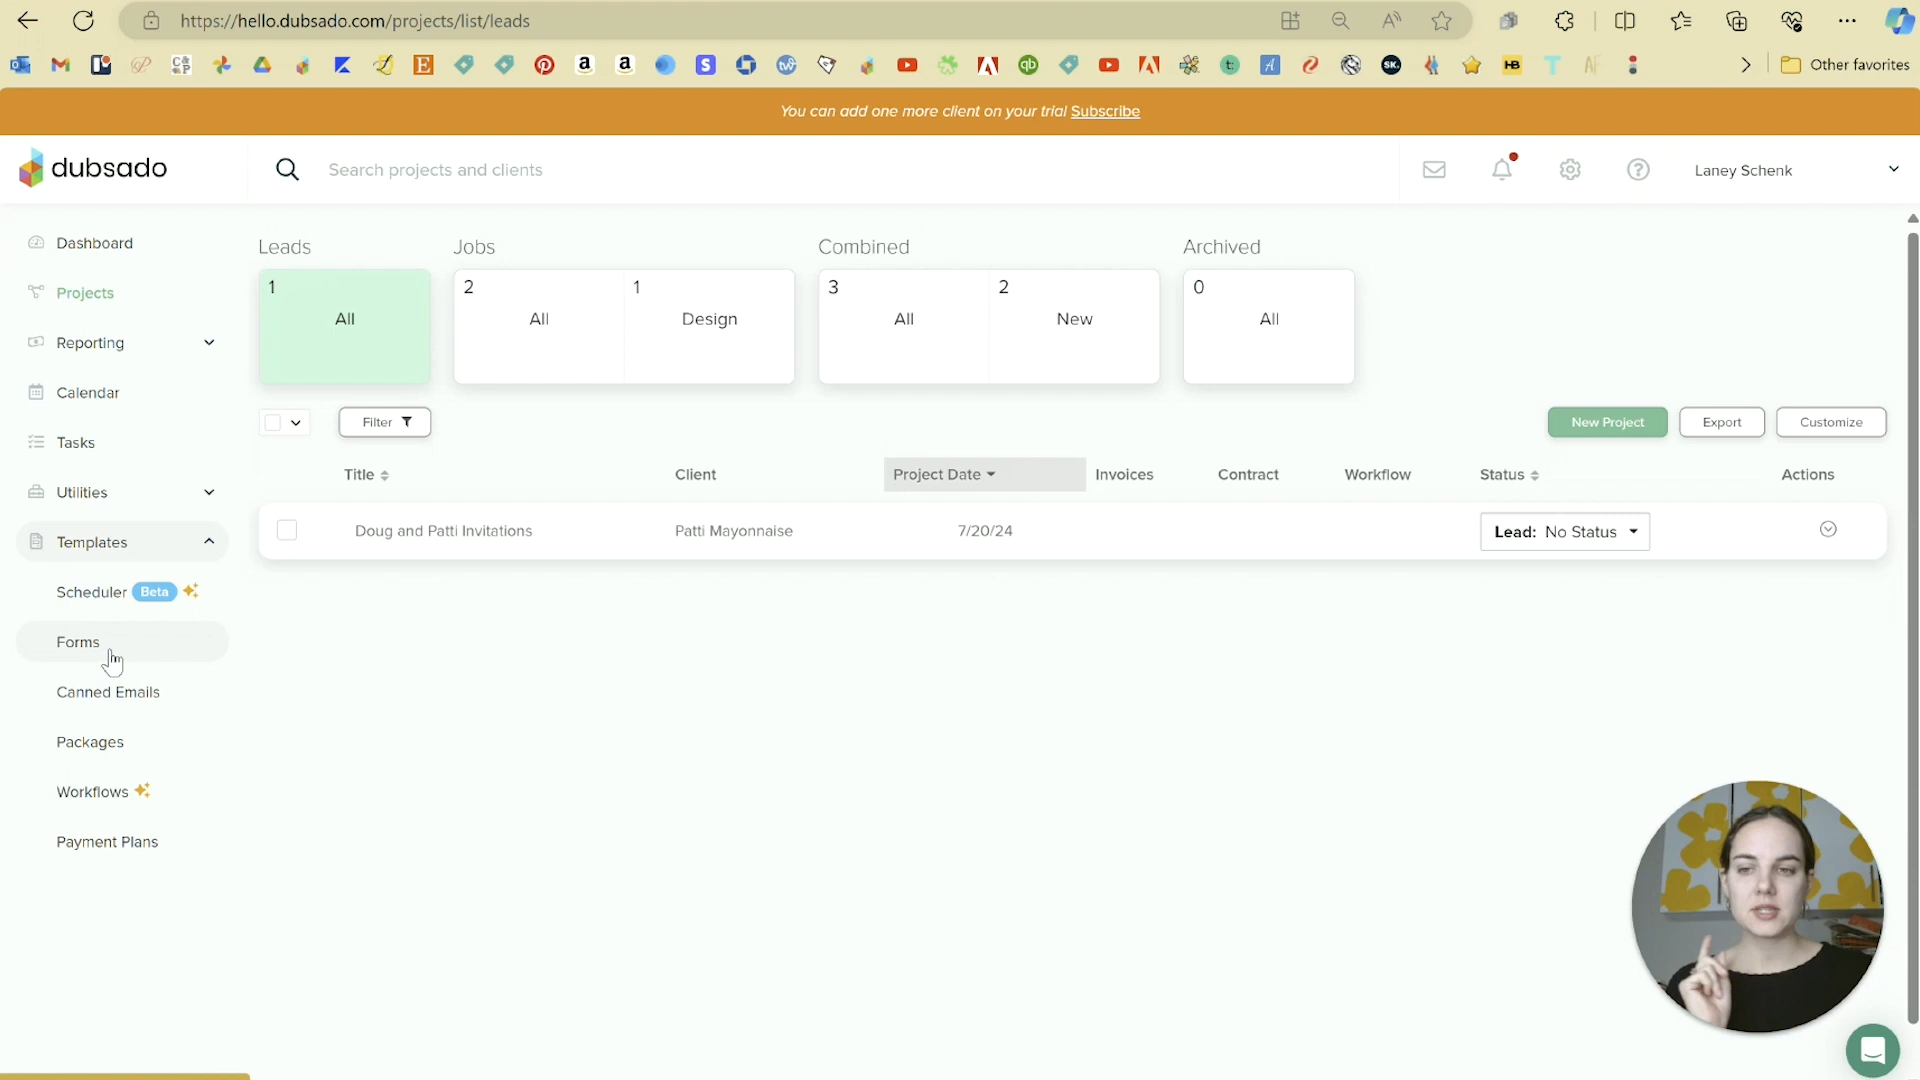 https://hello.dubsado.com/projects/list/leads
Other favorites
You can add one more client on your trial Subscribe
dubsado
Search projects and clients
Laney Schenk
Dashboard
Projects
Reporting
Calendar
Tasks
Utilities
Templates
Scheduler Beta
Forms
Canned Emails
Packages
Workflows
Payment Plans
Leads
1
All
Jobs
2
All
1
Design
Combined
3
All
2
New
Archived
0
All
Filter
New Project
Export
Customize
Title Client Project Date Invoices Contract Workflow Status Actions
Doug and Patti Invitations Patti Mayonnaise 7/20/24 Lead: No Status